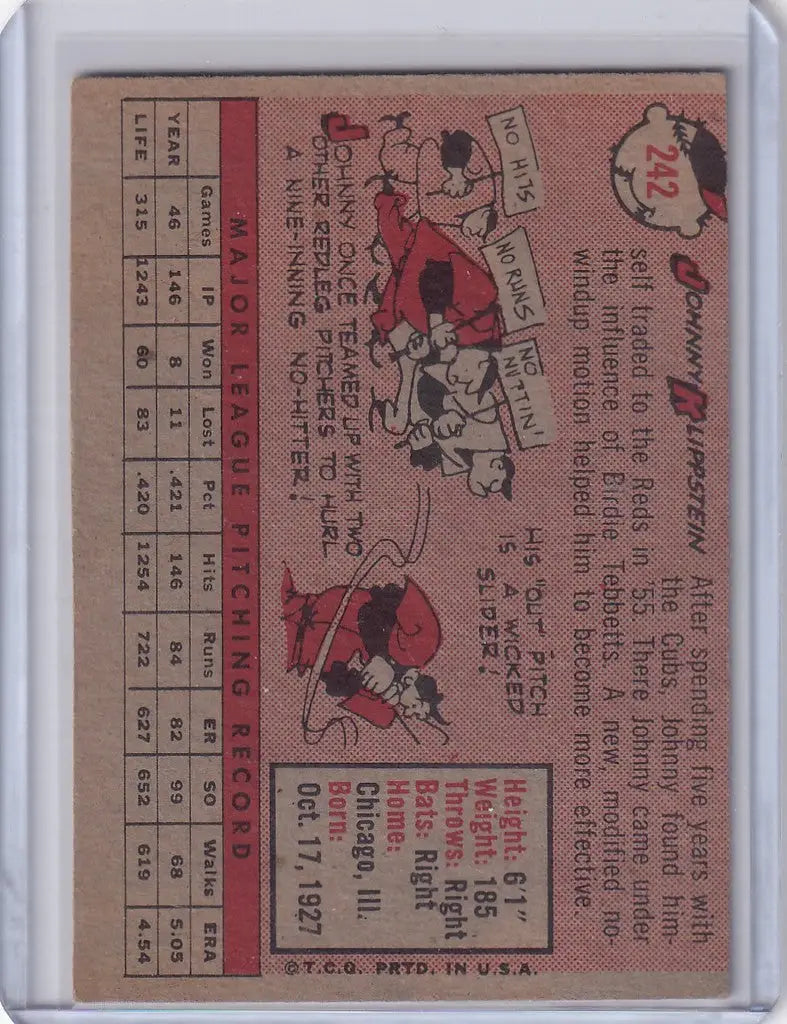 242
JOHNNY KLIPPSTEIN After spending five years with
the Cubs, Johnny found him-
self traded to the Reds in '55. There Johnny came under
the influence of Birdie Tebbetts. A new, modified no-
windup motion helped him to become more effective
NO HITS
NO RUNS
NO
NUTTIN'
JOHNNY ONCE TEAMED UP WITH TWO
OTHER REDLEG PITCHERS TO HURL
A NINE-INNING NO-HITTER!
HIS "OUT" PITCH
IS A WICKED
SLIDER!
Height: 6'1"
Weight: 185
Throws: Right
Bats: Right
Home:
Chicago, Ill.
Born:
Oct. 17, 1927
MAJOR LEAGUE PITCHING RECORD
Games IP Won Lost Pct Hits Runs ER SO Walks ERA
YEAR 46 146 8 11 .421 146 84 82 99 68 5.05
LIFE 315 1243 60 83 .420 1254 722 627 652 619 4.54
©T.C.G. PRTD. IN U.S.A.